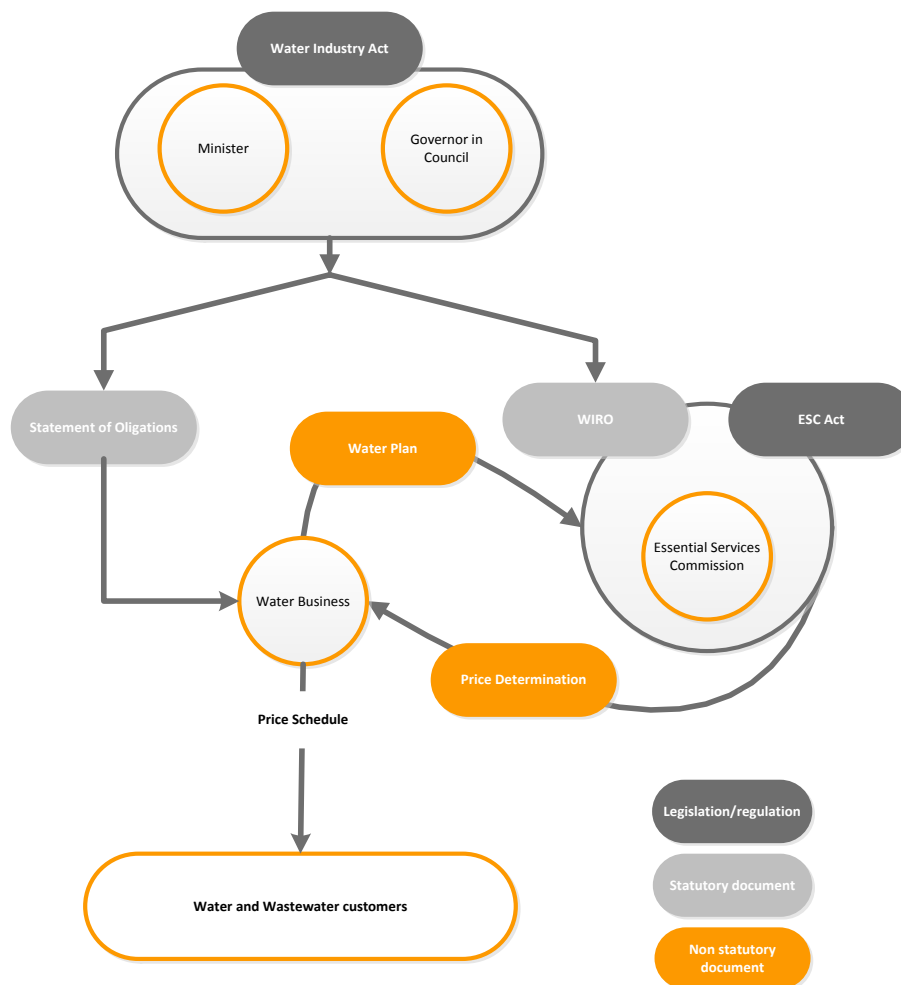 Water Industry Act
Minister
Governor in
Council
Statement of Oligations
WIRO
ESC Act
Water Plan
Essential Services
Commission
Water Business
Price Determination
Price Schedule
Legislation/regulation
Statutory document
Water and Wastewater customers
Non statutory
document